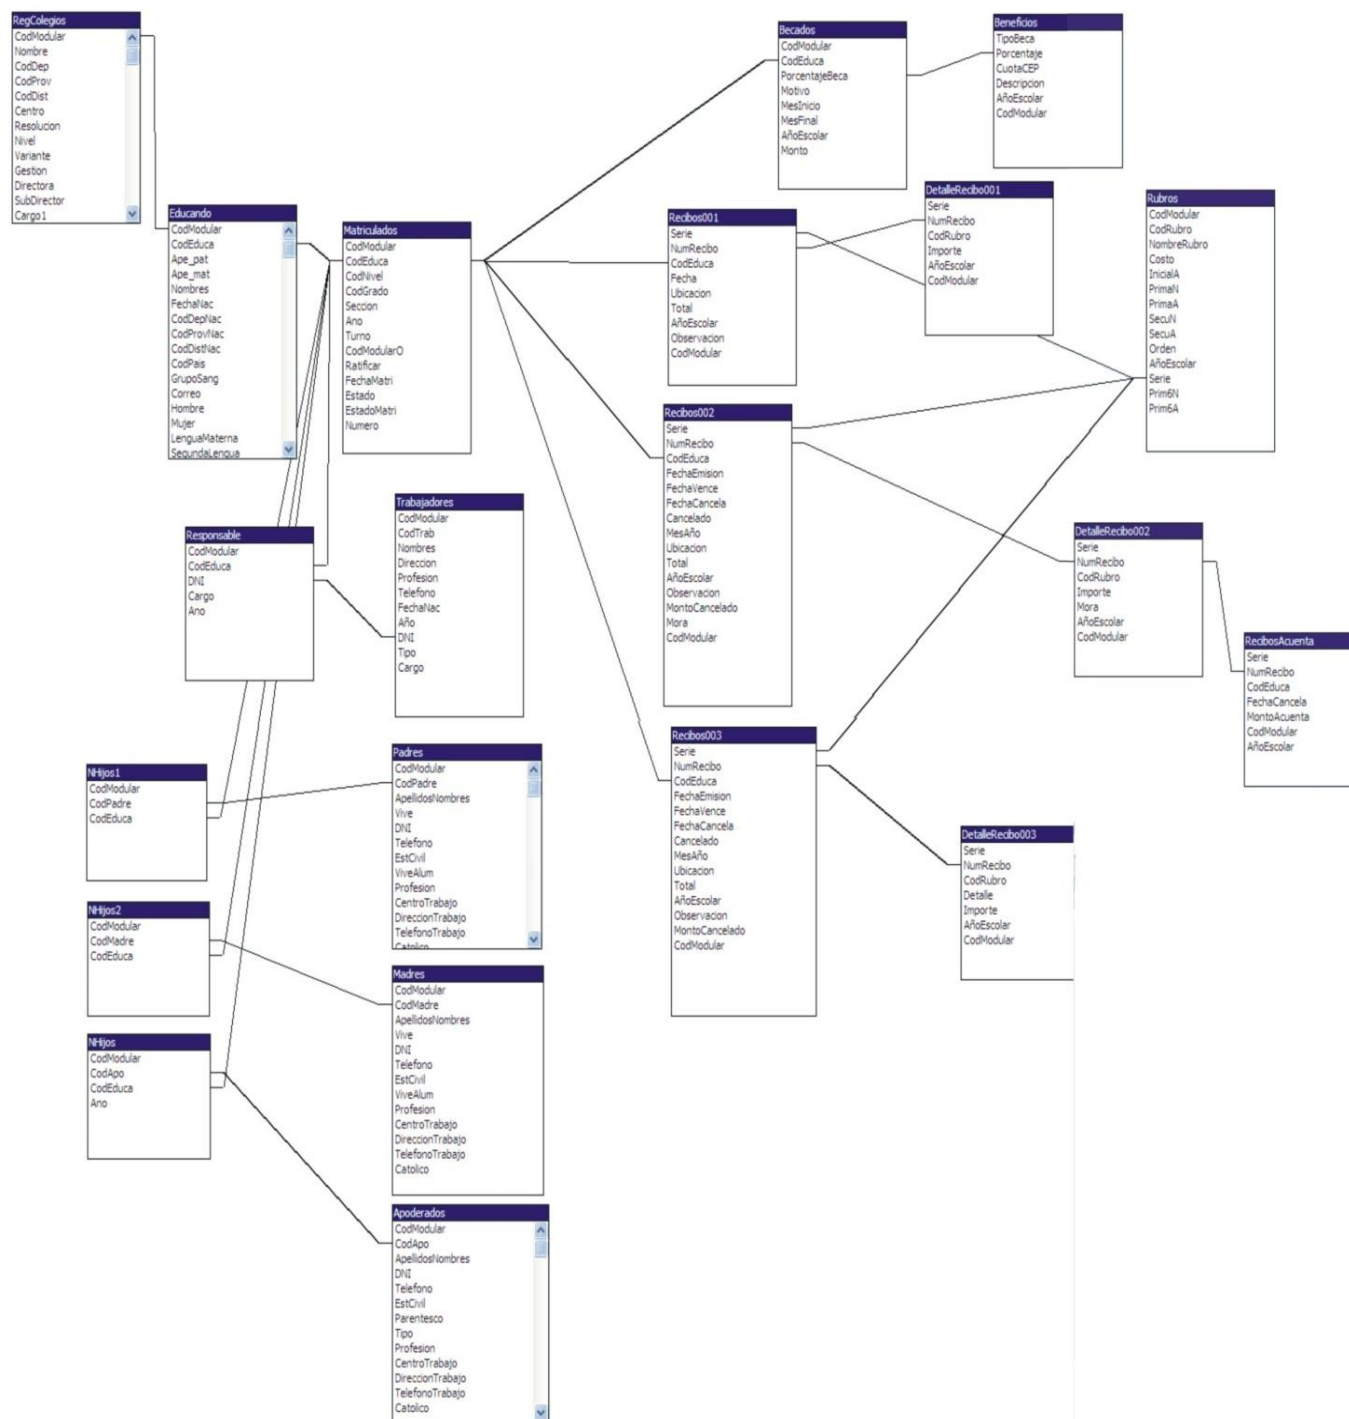 RegColegios
CodModular
Nombre
CodDep
CodProv
CodDist
Centro
Resolucion
Nivel
Variante
Gestion
Directora
SubDirector
Cargo1
Educando
CodModular
CodEduca
Ape_pat
Ape_mat
Nombres
FechaNac
CodDepNac
CodProvNac
CodDistNac
CodPais
GrupoSang
Correo
Hombre
Mujer
LenguaMaterna
SegundaLengua
Matriculados
CodModular
CodEduca
CodNivel
CodGrado
Seccion
Ano
Turno
CodModularO
Ratificar
FechaMatri
Estado
EstadoMatri
Numero
Becados
CodModular
CodEduca
PorcentajeBeca
Motivo
MesInicio
MesFinal
AñoEscolar
Monto
Beneficios
TipoBeca
Porcentaje
CuotaCEP
Descripcion
AñoEscolar
CodModular
Recibos001
Serie
NumRecibo
CodEduca
Fecha
Ubicacion
Total
AñoEscolar
Observacion
CodModular
DetalleRecibo001
Serie
NumRecibo
CodRubro
Importe
AñoEscolar
CodModular
Rubros
CodModular
CodRubro
NombreRubro
Costo
InicialA
PrimaN
PrimaA
SecuN
SecuA
Orden
AñoEscolar
Serie
Prim6N
Prim6A
Recibos002
Serie
NumRecibo
CodEduca
FechaEmision
FechaVence
FechaCancela
Cancelado
MesAño
Ubicacion
Total
AñoEscolar
Observacion
MontoCancelado
Mora
CodModular
Responsable
CodModular
CodEduca
DNI
Cargo
Ano
Trabajadores
CodModular
CodTrab
Nombres
Direccion
Profesion
Telefono
FechaNac
Año
DNI
Tipo
Cargo
DetalleRecibo002
Serie
NumRecibo
CodRubro
Importe
Mora
AñoEscolar
CodModular
RecibosAcuenta
Serie
NumRecibo
CodEduca
FechaCancela
MontoAcuenta
CodModular
AñoEscolar
Recibos003
Serie
NumRecibo
CodEduca
FechaEmision
FechaVence
FechaCancela
Cancelado
MesAño
Ubicacion
Total
AñoEscolar
Observacion
MontoCancelado
CodModular
DetalleRecibo003
Serie
NumRecibo
CodRubro
Detalle
Importe
AñoEscolar
CodModular
NHijos1
CodModular
CodPadre
CodEduca
Padres
CodModular
CodPadre
ApellidosNombres
Vive
DNI
Telefono
EstCivil
ViveAlum
Profesion
CentroTrabajo
DireccionTrabajo
TelefonoTrabajo
Catolico
NHijos2
CodModular
CodMadre
CodEduca
Madres
CodModular
CodMadre
ApellidosNombres
Vive
DNI
Telefono
EstCivil
ViveAlum
Profesion
CentroTrabajo
DireccionTrabajo
TelefonoTrabajo
Catolico
NHijos
CodModular
CodApo
CodEduca
Ano
Apoderados
CodModular
CodApo
ApellidosNombres
DNI
Telefono
EstCivil
Parentesco
Tipo
Profesion
CentroTrabajo
DireccionTrabajo
TelefonoTrabajo
Catolico